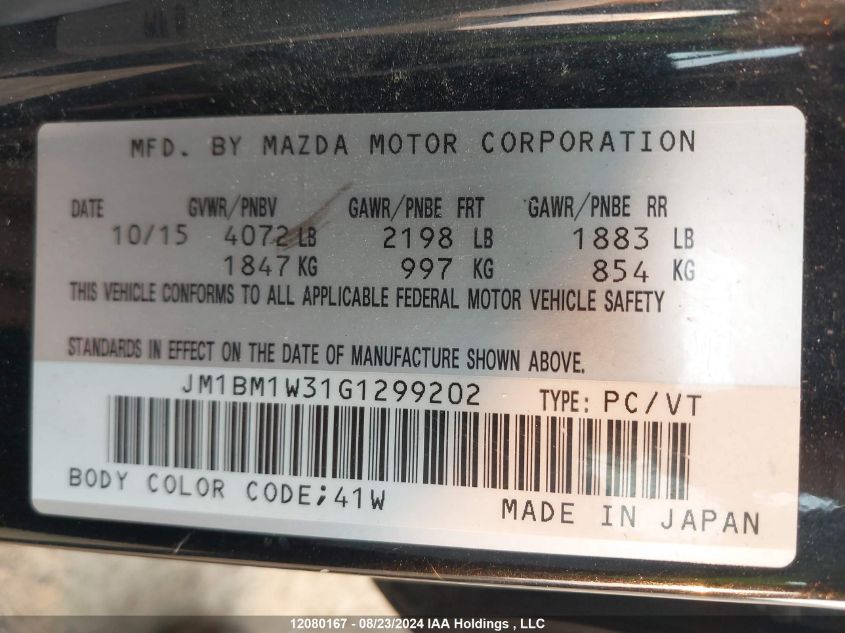 MFD. BY MAZDA MOTOR CORPORATION
DATE GVWR/PNBV GAWR/PNBE FRT GAWR/PNBE RR
10/15 4072 LB 2198 LB 1883 LB
1847 KG 997 KG 854 KG
THIS VEHICLE CONFORMS TO ALL APPLICABLE FEDERAL MOTOR VEHICLE SAFETY
STANDARDS IN EFFECT ON THE DATE OF MANUFACTURE SHOWN ABOVE.
JM1BM1W31G1299202 TYPE: PC/VT
BODY COLOR CODE;41W
MADE IN JAPAN
12080167 - 08/23/2024 IAA Holdings , LLC